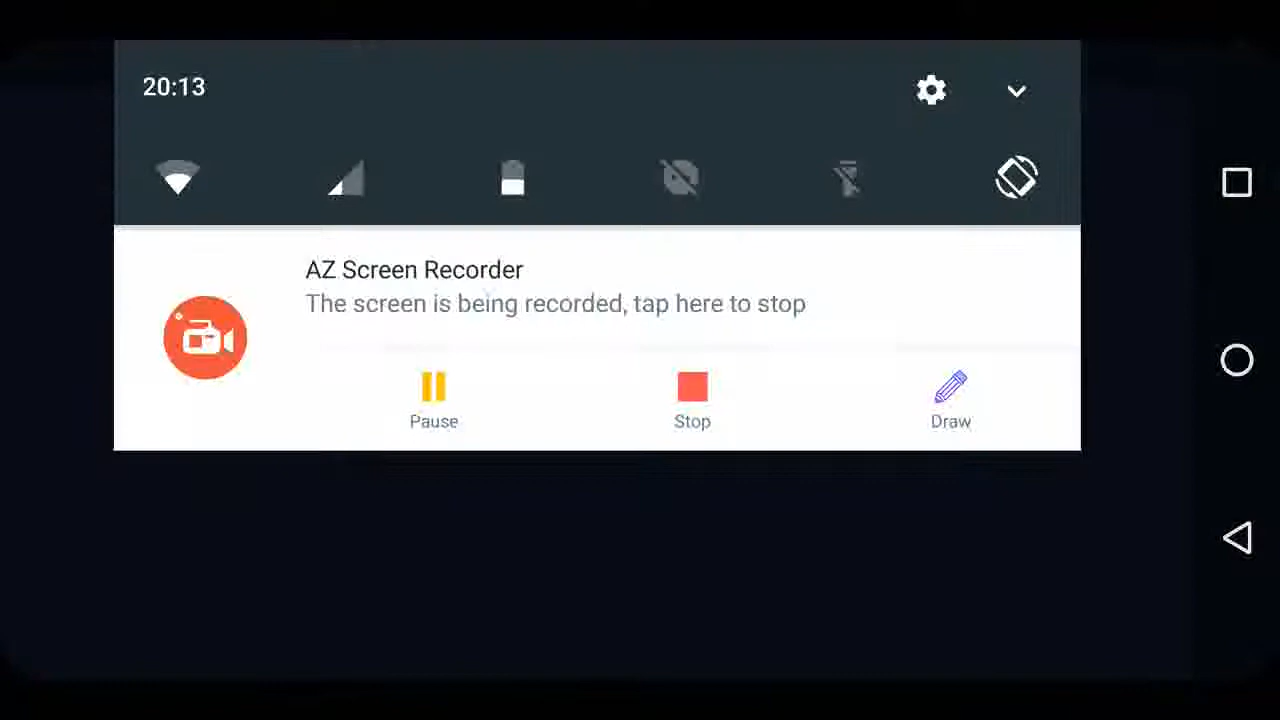 20:13
AZ Screen Recorder
The screen is being recorded, tap here to stop
Pause
Stop
Draw